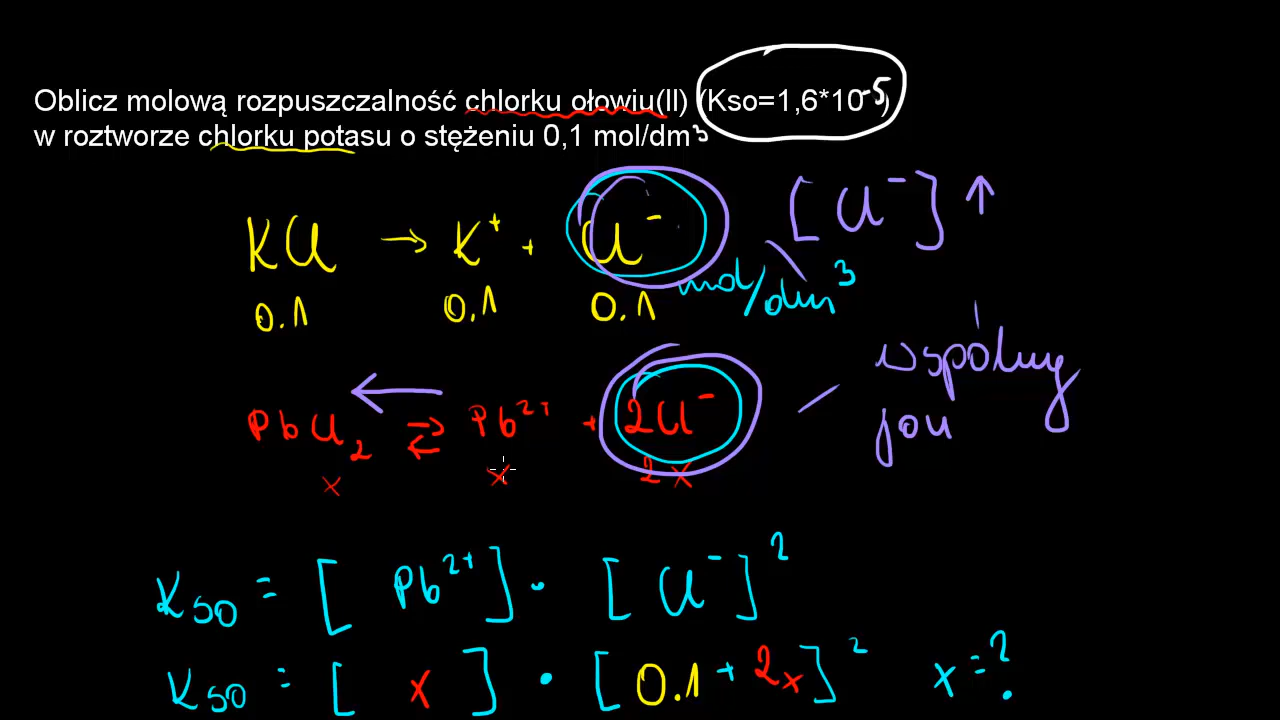 Oblicz molową rozpuszczalność chlorku ołowiu(II) (Kso=1,6*10⁻⁵)
w roztworze chlorku potasu o stężeniu 0,1 mol/dm³
KCl → K⁺ + Cl⁻ [Cl⁻]↑
0.1 0.1 0.1 mol/dm³
wspólny
jon
PbCl₂ ⇄ Pb²⁺ + 2Cl⁻
x x 2x
Kso = [Pb²⁺] · [Cl⁻]²
Kso = [x] · [0.1 + 2x]² x = ?